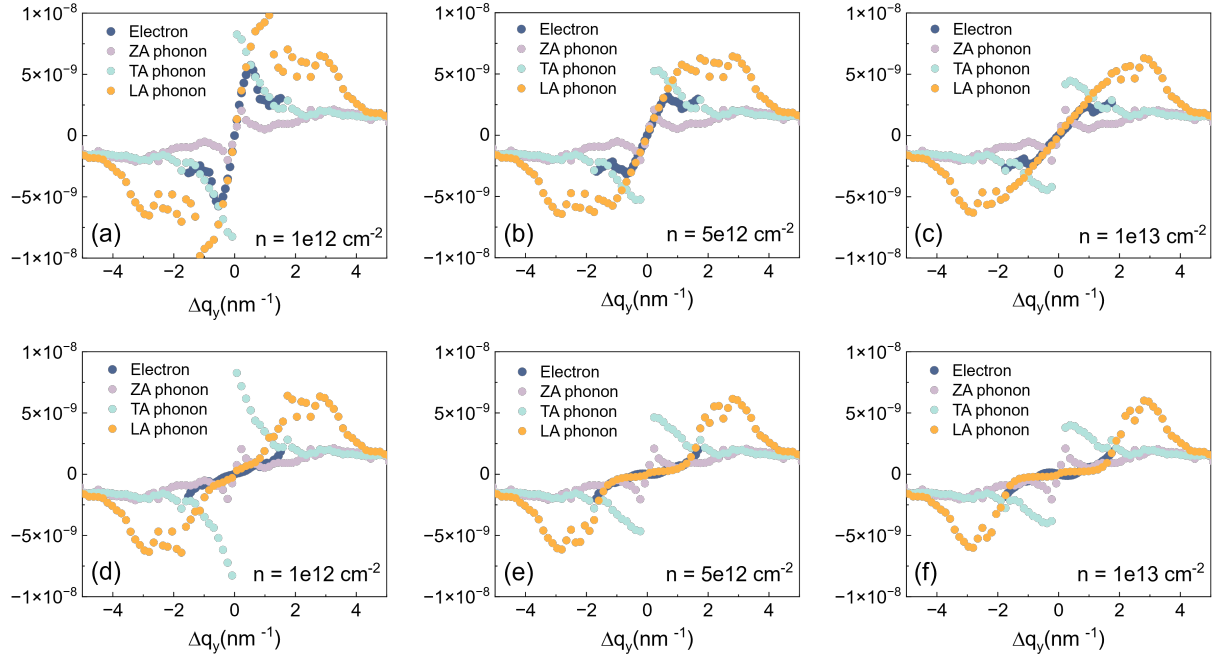 1×10⁻⁸
5×10⁻⁹
0
−5×10⁻⁹
−1×10⁻⁸
Electron
ZA phonon
TA phonon
LA phonon
(a)
n = 1e12 cm⁻²
−4 −2 0 2 4
Δq_y(nm ⁻¹)
1×10⁻⁸
5×10⁻⁹
0
−5×10⁻⁹
−1×10⁻⁸
Electron
ZA phonon
TA phonon
LA phonon
(b)
n = 5e12 cm⁻²
−4 −2 0 2 4
Δq_y(nm ⁻¹)
1×10⁻⁸
5×10⁻⁹
0
−5×10⁻⁹
−1×10⁻⁸
Electron
ZA phonon
TA phonon
LA phonon
(c)
n = 1e13 cm⁻²
−4 −2 0 2 4
Δq_y(nm ⁻¹)
1×10⁻⁸
5×10⁻⁹
0
−5×10⁻⁹
−1×10⁻⁸
Electron
ZA phonon
TA phonon
LA phonon
(d)
n = 1e12 cm⁻²
−4 −2 0 2 4
Δq_y(nm ⁻¹)
1×10⁻⁸
5×10⁻⁹
0
−5×10⁻⁹
−1×10⁻⁸
Electron
ZA phonon
TA phonon
LA phonon
(e)
n = 5e12 cm⁻²
−4 −2 0 2 4
Δq_y(nm ⁻¹)
1×10⁻⁸
5×10⁻⁹
0
−5×10⁻⁹
−1×10⁻⁸
Electron
ZA phonon
TA phonon
LA phonon
(f)
n = 1e13 cm⁻²
−4 −2 0 2 4
Δq_y(nm ⁻¹)